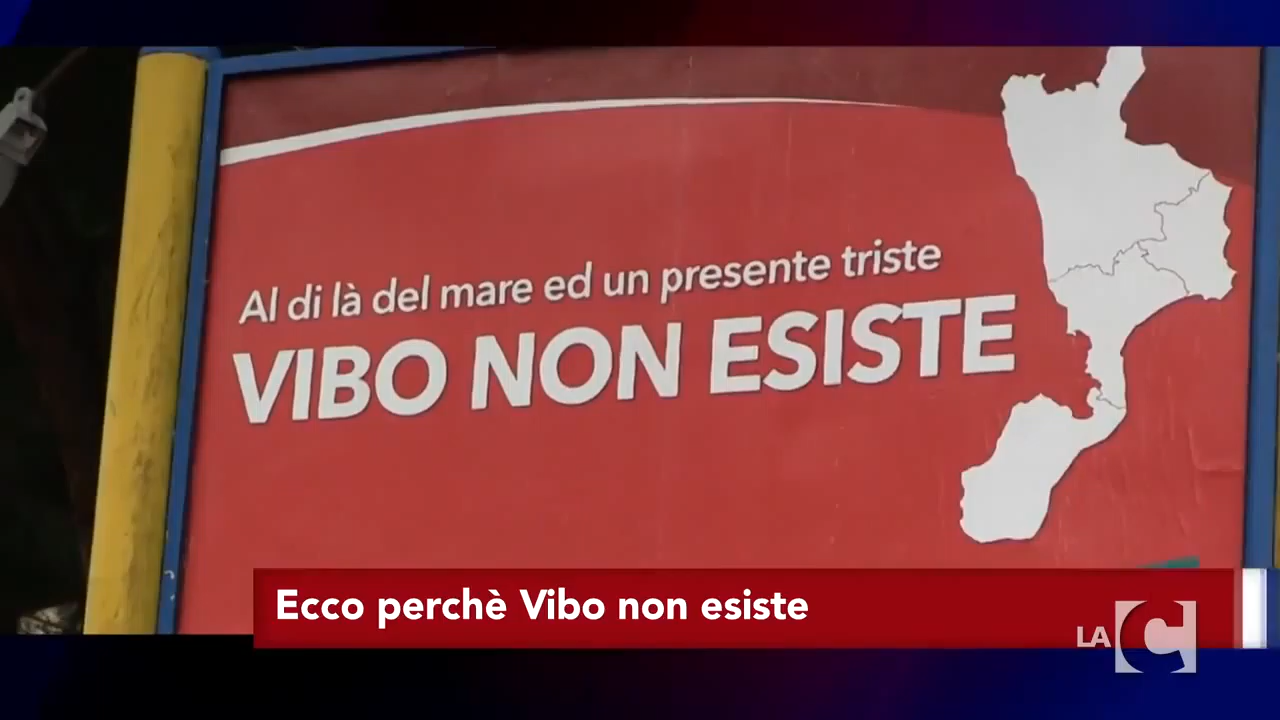 Al di là del mare ed un presente triste
VIBO NON ESISTE
Ecco perchè Vibo non esiste
LA C